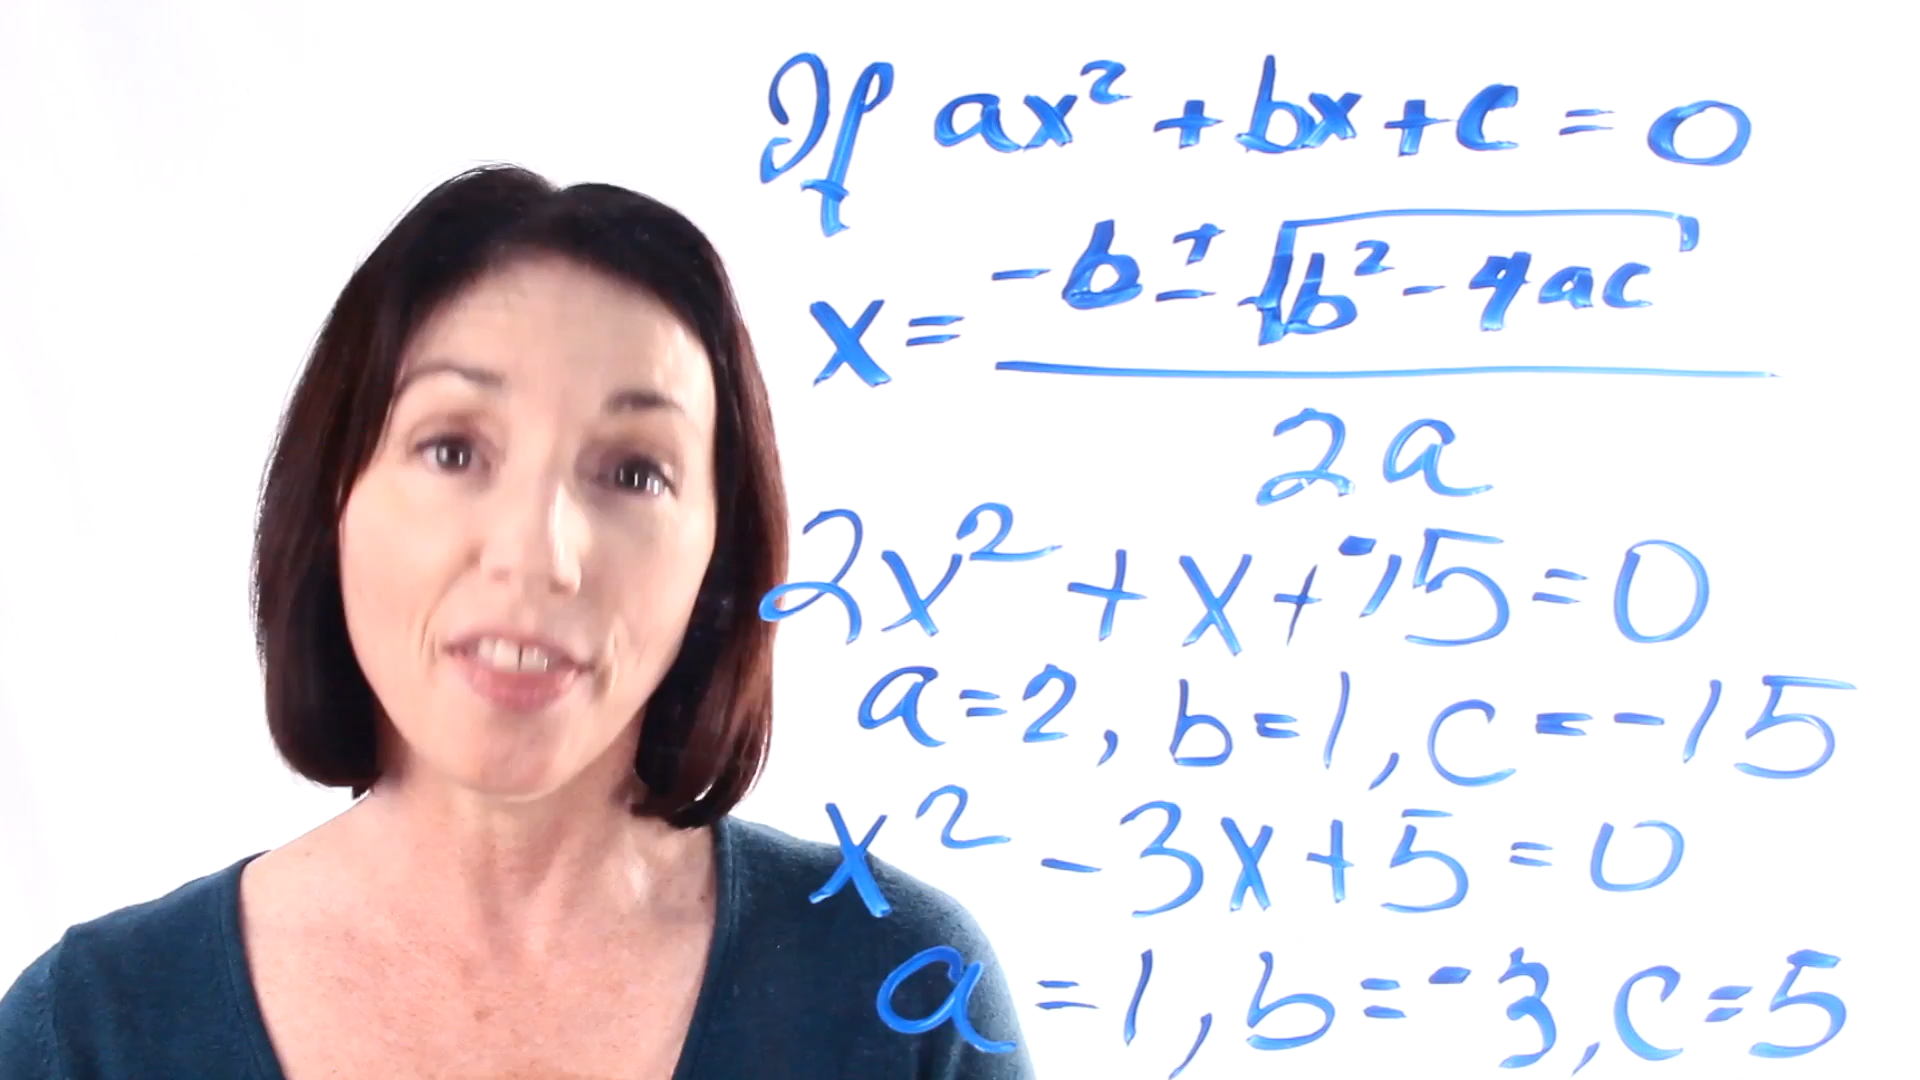 If ax² + bx + c = 0
x = -b ± √b² - 4ac
2a
2x² + x + -15 = 0
a = 2, b = 1, c = -15
x² - 3x + 5 = 0
a = 1, b = -3, c = 5